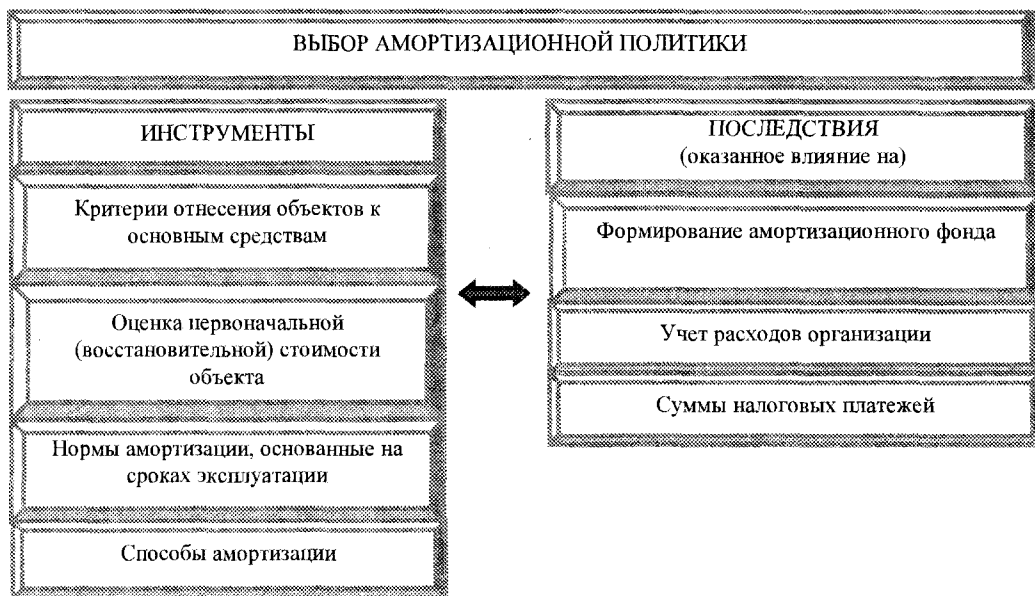 ВЫБОР АМОРТИЗАЦИОННОЙ ПОЛИТИКИ
ИНСТРУМЕНТЫ
Критерии отнесения объектов к
основным средствам
Оценка первоначальной
(восстановительной) стоимости
объекта
Нормы амортизации, основанные на
сроках эксплуатации
Способы амортизации
ПОСЛЕДСТВИЯ
(оказанное влияние на)
Формирование амортизационного фонда
Учет расходов организации
Суммы налоговых платежей